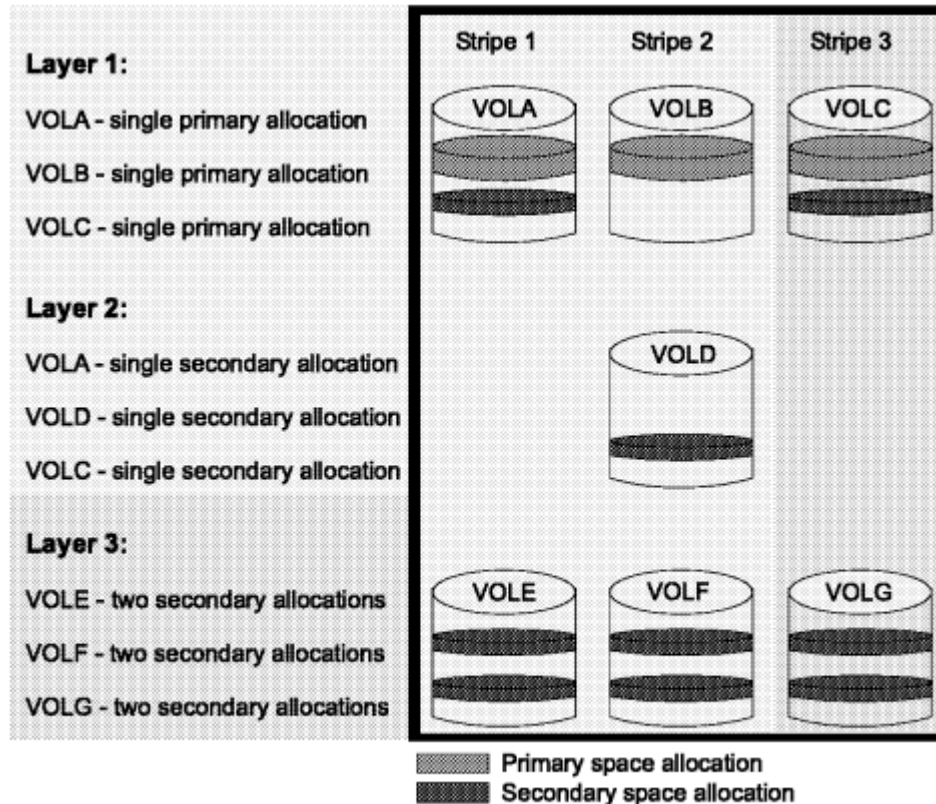 Stripe 1 Stripe 2 Stripe 3
Layer 1:
VOLA - single primary allocation
VOLB - single primary allocation
VOLC - single primary allocation
VOLA VOLB VOLC
Layer 2:
VOLA - single secondary allocation
VOLD - single secondary allocation
VOLC - single secondary allocation
VOLD
Layer 3:
VOLE - two secondary allocations
VOLF - two secondary allocations
VOLG - two secondary allocations
VOLE VOLF VOLG
Primary space allocation
Secondary space allocation